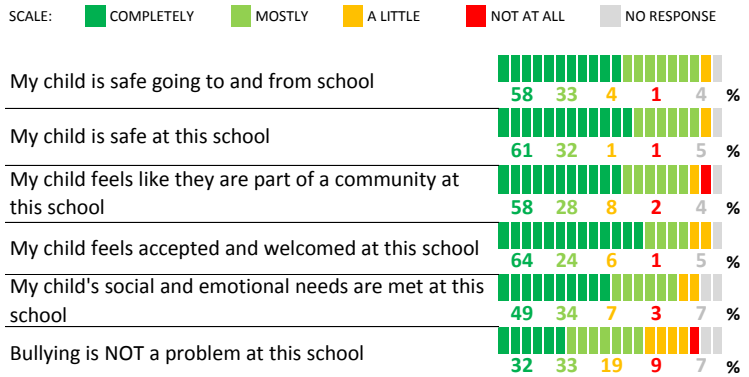 SCALE: COMPLETELY MOSTLY A LITTLE NOT AT ALL NO RESPONSE
My child is safe going to and from school
58 33 4 1 4 %
My child is safe at this school
61 32 1 1 5 %
My child feels like they are part of a community at
this school
58 28 8 2 4 %
My child feels accepted and welcomed at this school
64 24 6 1 5 %
My child's social and emotional needs are met at this
school
49 34 7 3 7 %
Bullying is NOT a problem at this school
32 33 19 9 7 %